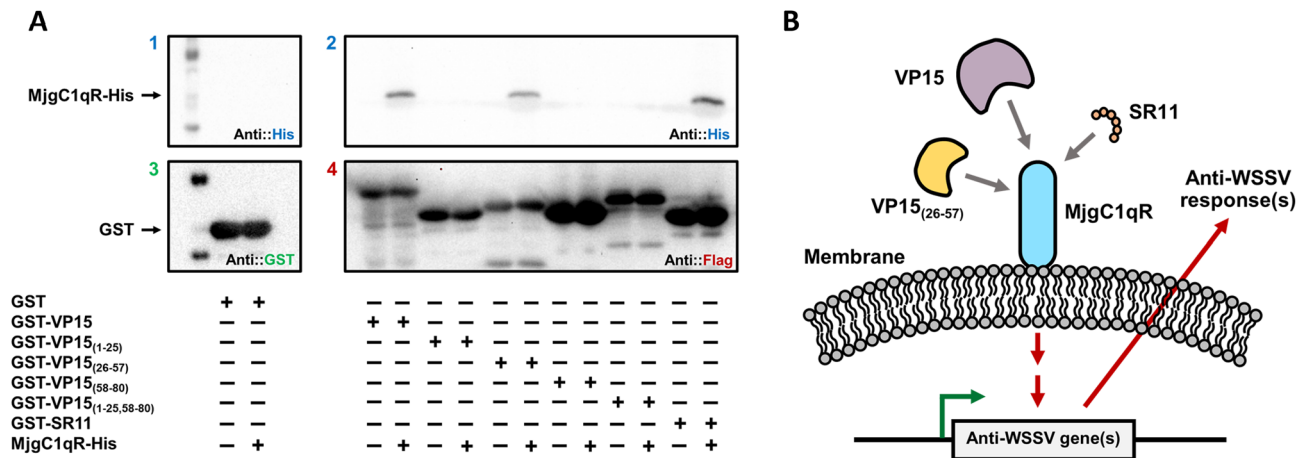 A
1
2
MjgC1qR-His
Anti::His
Anti::His
3
4
GST
Anti::GST
Anti::Flag
GST + + − − − − − − − − − − − −
GST-VP15 − − + + − − − − − − − − − −
GST-VP15(1-25) − − − − + + − − − − − − − −
GST-VP15(26-57) − − − − − − + + − − − − − −
GST-VP15(58-80) − − − − − − − − + + − − − −
GST-VP15(1-25,58-80) − − − − − − − − − − + + − −
GST-SR11 − − − − − − − − − − − − + +
MjgC1qR-His − + − + − + − + − + − + − +
B
VP15
SR11
VP15(26-57)
MjgC1qR
Anti-WSSV
response(s)
Membrane
Anti-WSSV gene(s)